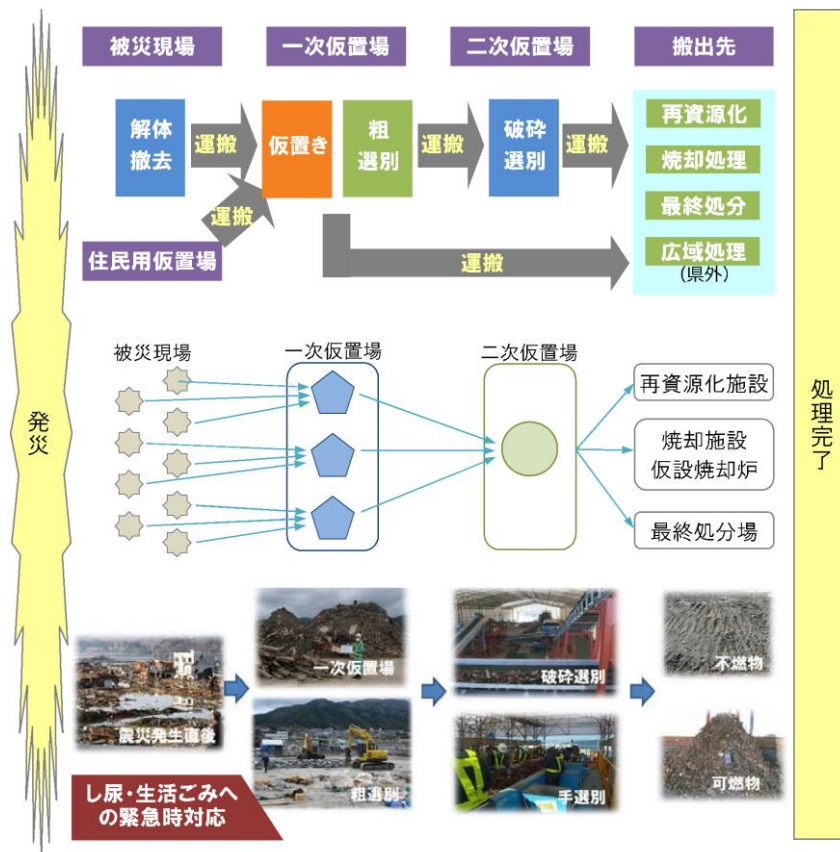 被災現場
一次仮置場
二次仮置場
搬出先
解体
撤去
運搬
仮置き
粗
選別
運搬
破砕
選別
運搬
再資源化
焼却処理
最終処分
広域処理
(県外)
運搬
住民用仮置場
運搬
発災
処理完了
被災現場
一次仮置場
二次仮置場
再資源化施設
焼却施設
仮設焼却炉
最終処分場
震災発生直後
一次仮置場
粗選別
破砕選別
手選別
不燃物
可燃物
し尿・生活ごみへ
の緊急時対応